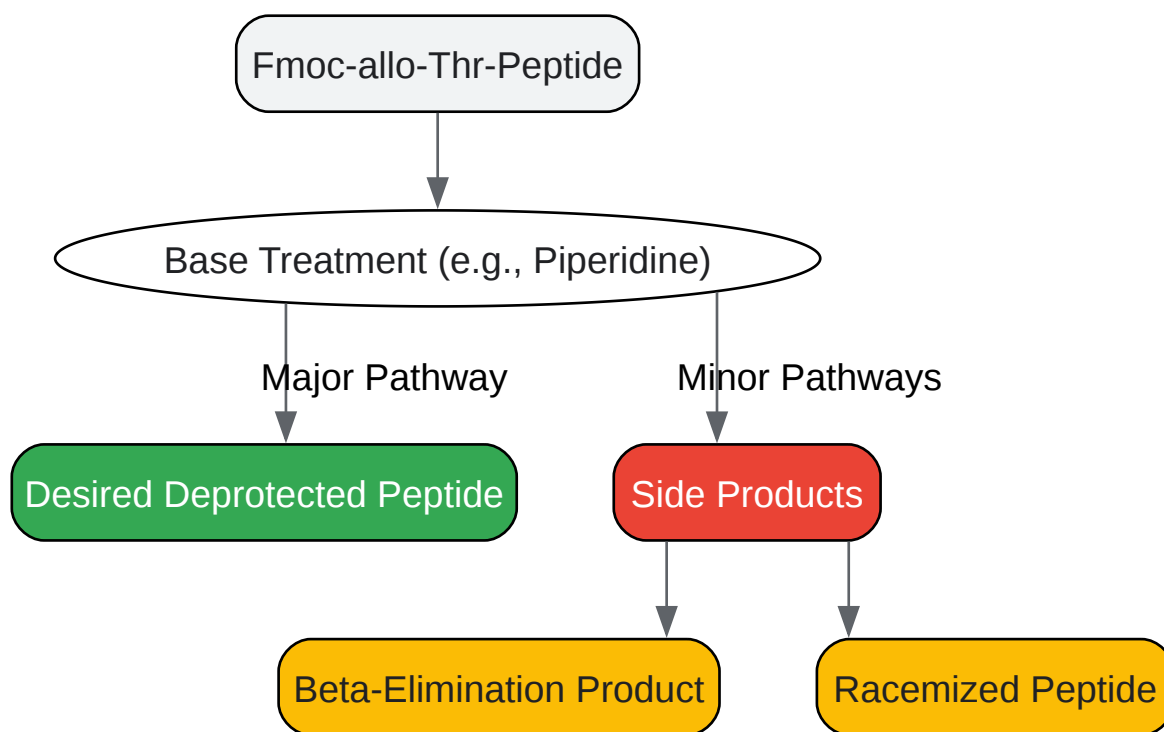 Fmoc-allo-Thr-Peptide
Base Treatment (e.g., Piperidine)
Major Pathway
Minor Pathways
Desired Deprotected Peptide
Side Products
Beta-Elimination Product
Racemized Peptide